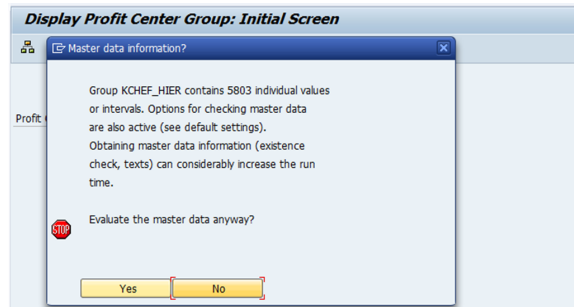 Display Profit Center Group: Initial Screen
Master data information?
Group KCHEF_HIER contains 5803 individual values
or intervals. Options for checking master data
are also active (see default settings).
Profit
Obtaining master data information (existence
check, texts) can considerably increase the run
time.
Evaluate the master data anyway?
STOP
Yes No